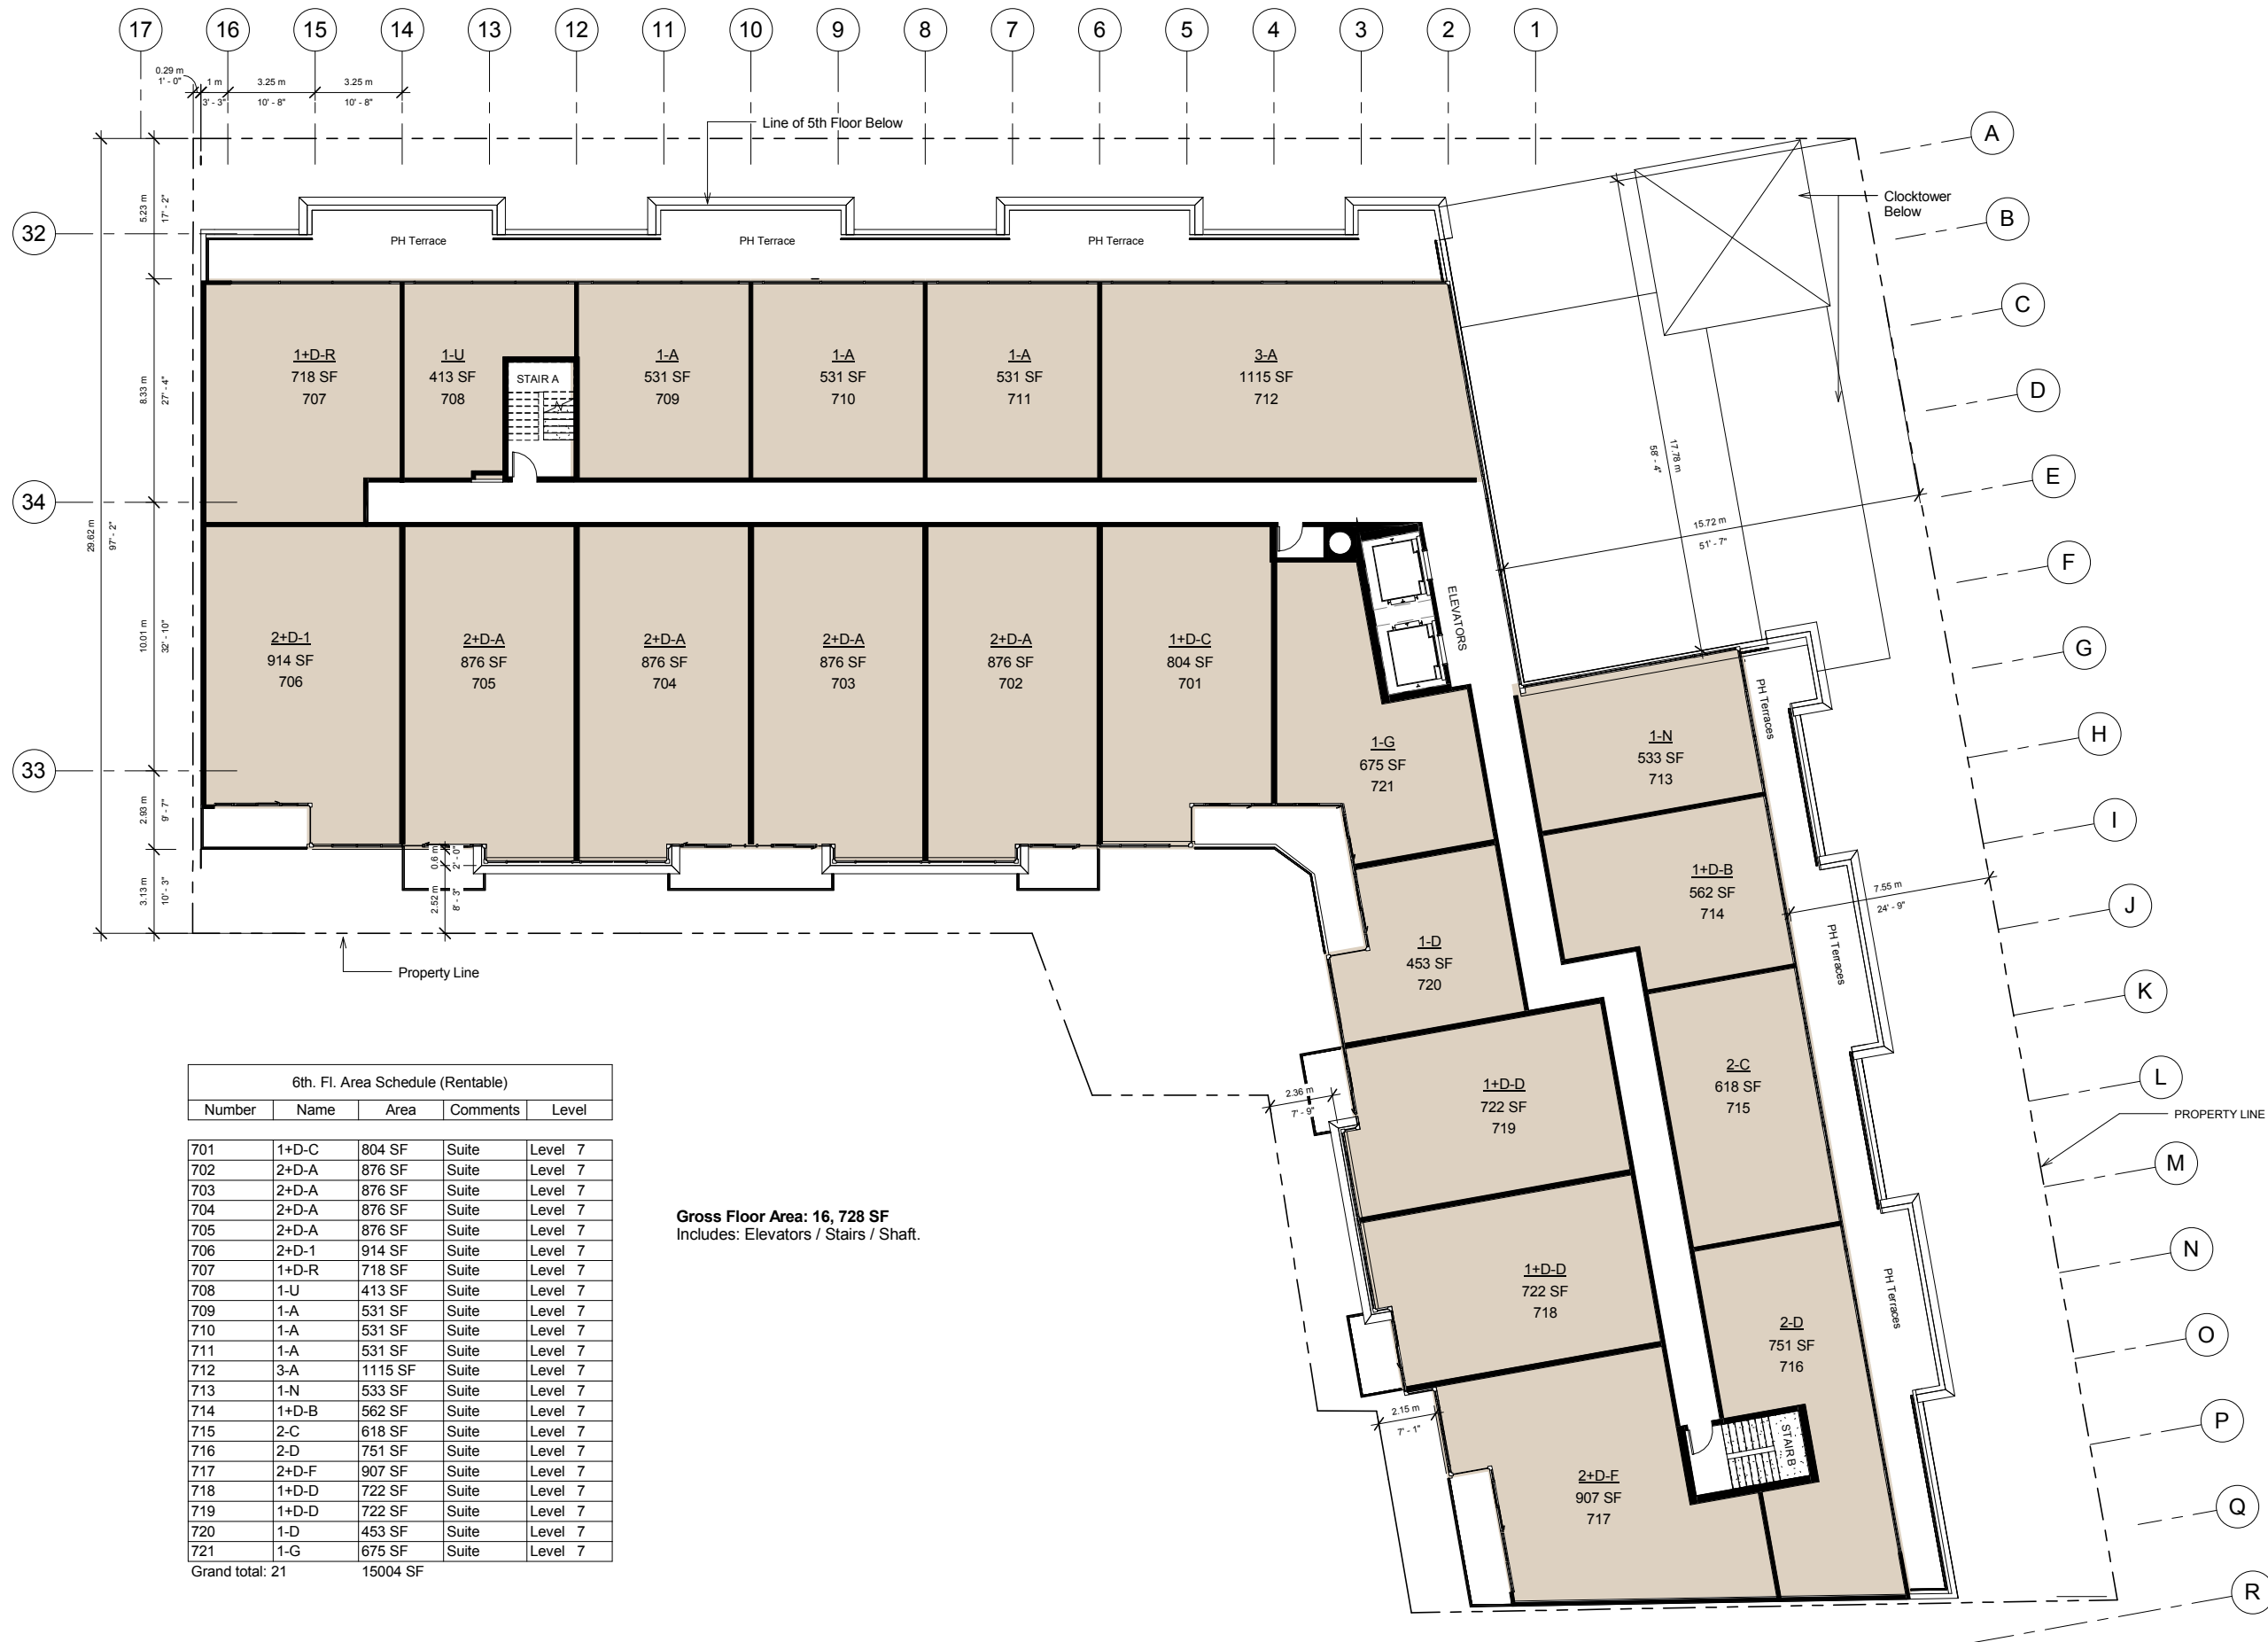 17 16 15 14 13 12 11 10 9 8 7 6 5 4 3 2 1
0.29 m
1' - 0"
1 m
3' - 3"
3.25 m
10' - 8"
3.25 m
10' - 8"
Line of 5th Floor Below
A
B
C
D
E
F
G
H
I
J
K
L
M
N
O
P
Q
R
Clocktower
Below
32
34
33
5.23 m
17' - 2"
8.33 m
27' - 4"
29.62 m
97' - 2"
10.01 m
32' - 10"
2.93 m
9' - 7"
3.13 m
10' - 3"
0.6 m
2' - 0"
2.52 m
8' - 3"
PH Terrace
PH Terrace
PH Terrace
1+D-R
718 SF
707
1-U
413 SF
708
STAIR A
1-A
531 SF
709
1-A
531 SF
710
1-A
531 SF
711
3-A
1115 SF
712
17.78 m
58' - 4"
15.72 m
51' - 7"
2+D-1
914 SF
706
2+D-A
876 SF
705
2+D-A
876 SF
704
2+D-A
876 SF
703
2+D-A
876 SF
702
1+D-C
804 SF
701
ELEVATORS
1-G
675 SF
721
1-N
533 SF
713
PH Terraces
1+D-B
562 SF
714
7.55 m
24' - 9"
PH Terraces
1-D
453 SF
720
Property Line
2-C
618 SF
715
PROPERTY LINE
2.36 m
7' - 9"
1+D-D
722 SF
719
1+D-D
722 SF
718
PH Terraces
2-D
751 SF
716
2.15 m
7' - 1"
STAIR B
2+D-F
907 SF
717
6th. Fl. Area Schedule (Rentable)
Number Name Area Comments Level
701 1+D-C 804 SF Suite Level 7
702 2+D-A 876 SF Suite Level 7
703 2+D-A 876 SF Suite Level 7
704 2+D-A 876 SF Suite Level 7
705 2+D-A 876 SF Suite Level 7
706 2+D-1 914 SF Suite Level 7
707 1+D-R 718 SF Suite Level 7
708 1-U 413 SF Suite Level 7
709 1-A 531 SF Suite Level 7
710 1-A 531 SF Suite Level 7
711 1-A 531 SF Suite Level 7
712 3-A 1115 SF Suite Level 7
713 1-N 533 SF Suite Level 7
714 1+D-B 562 SF Suite Level 7
715 2-C 618 SF Suite Level 7
716 2-D 751 SF Suite Level 7
717 2+D-F 907 SF Suite Level 7
718 1+D-D 722 SF Suite Level 7
719 1+D-D 722 SF Suite Level 7
720 1-D 453 SF Suite Level 7
721 1-G 675 SF Suite Level 7
Grand total: 21 15004 SF
Gross Floor Area: 16, 728 SF
Includes: Elevators / Stairs / Shaft.